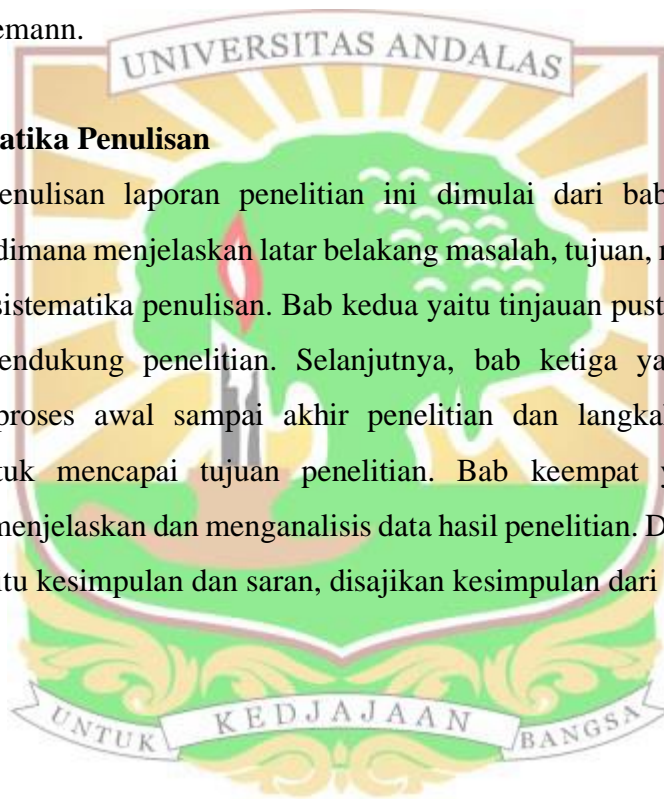 emann.
UNIVERSITAS ANDALAS
atika Penulisan
enulisan laporan penelitian ini dimulai dari bab
dimana menjelaskan latar belakang masalah, tujuan, r
sistematika penulisan. Bab kedua yaitu tinjauan pust
endukung penelitian. Selanjutnya, bab ketiga ya
proses awal sampai akhir penelitian dan langka
tuk mencapai tujuan penelitian. Bab keempat y
menjelaskan dan menganalisis data hasil penelitian. D
itu kesimpulan dan saran, disajikan kesimpulan dari
UNTUK KEDJAJAAN BANGSA